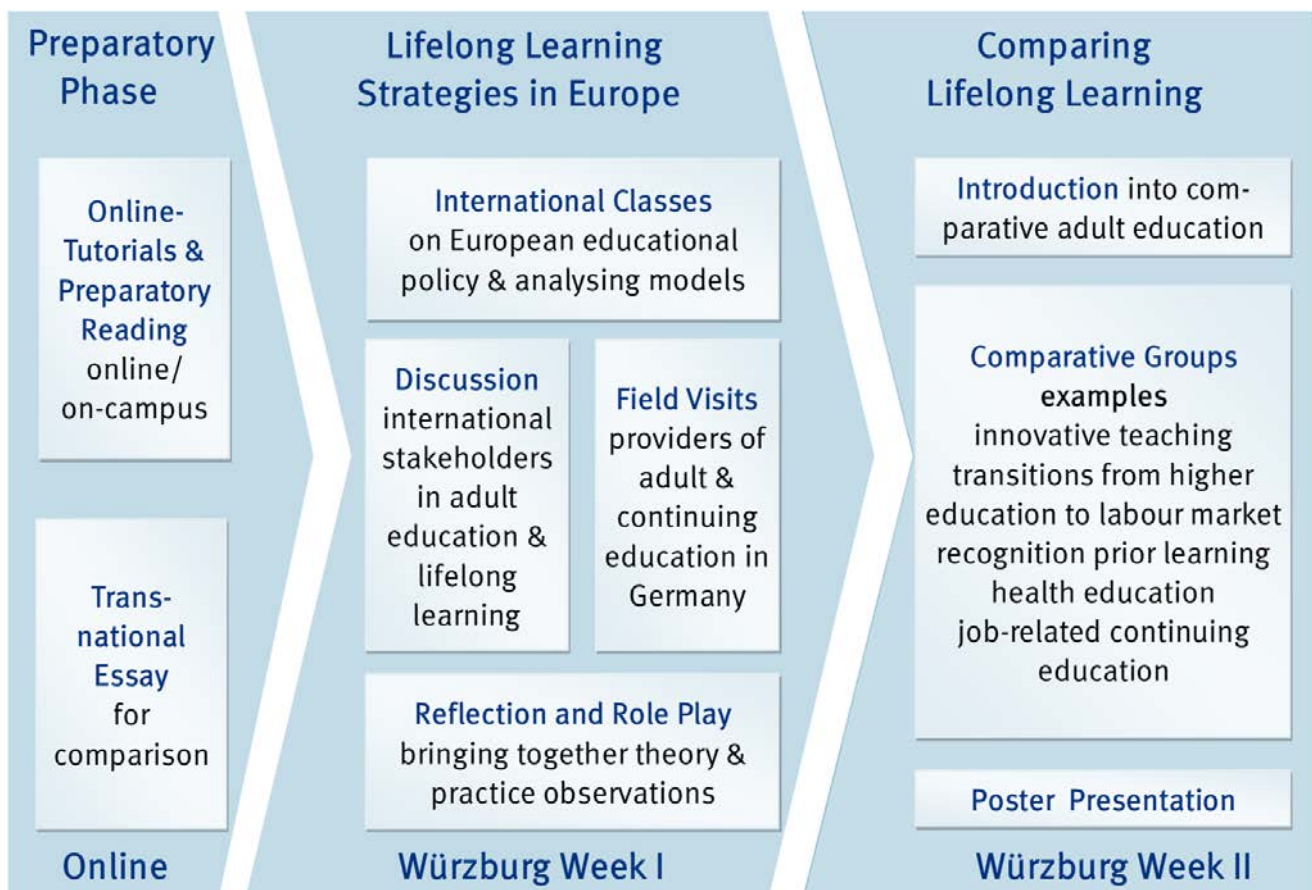 Preparatory
Phase
Online-
Tutorials &
Preparatory
Reading
online/
on-campus
Trans-
national
Essay
for
comparison
Online
Lifelong Learning
Strategies in Europe
International Classes
on European educational
policy & analysing models
Discussion
international
stakeholders
in adult
education &
lifelong
learning
Field Visits
providers of
adult &
continuing
education in
Germany
Reflection and Role Play
bringing together theory &
practice observations
Würzburg Week I
Comparing
Lifelong Learning
Introduction into com-
parative adult education
Comparative Groups
examples
innovative teaching
transitions from higher
education to labour market
recognition prior learning
health education
job-related continuing
education
Poster Presentation
Würzburg Week II